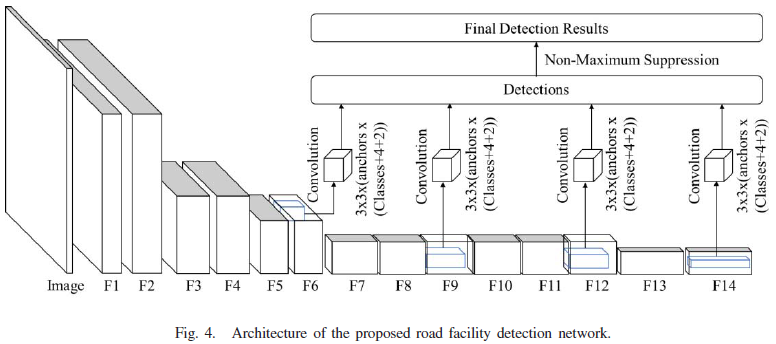 Final Detection Results
Non-Maximum Suppression
Detections
Convolution
3x3x(anchors x
(Classes+4+2))
Convolution
3x3x(anchors x
(Classes+4+2))
Convolution
3x3x(anchors x
(Classes+4+2))
Convolution
3x3x(anchors x
(Classes+4+2))
Image F1 F2 F3 F4 F5 F6 F7 F8 F9 F10 F11 F12 F13 F14
Fig. 4. Architecture of the proposed road facility detection network.